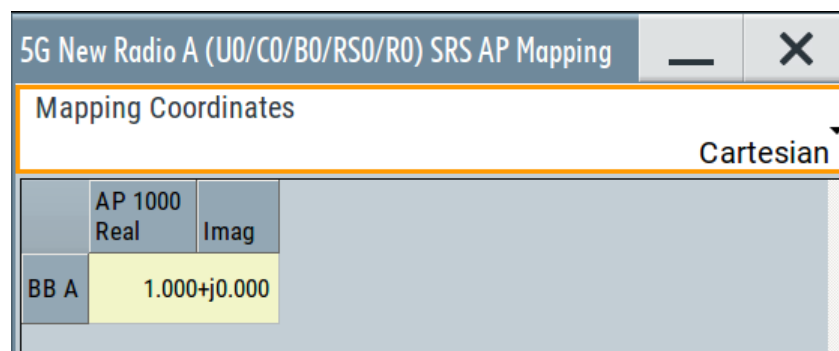 5G New Radio A (U0/C0/B0/RS0/R0) SRS AP Mapping
Mapping Coordinates
Cartesian
AP 1000
Real Imag
BB A 1.000+j0.000